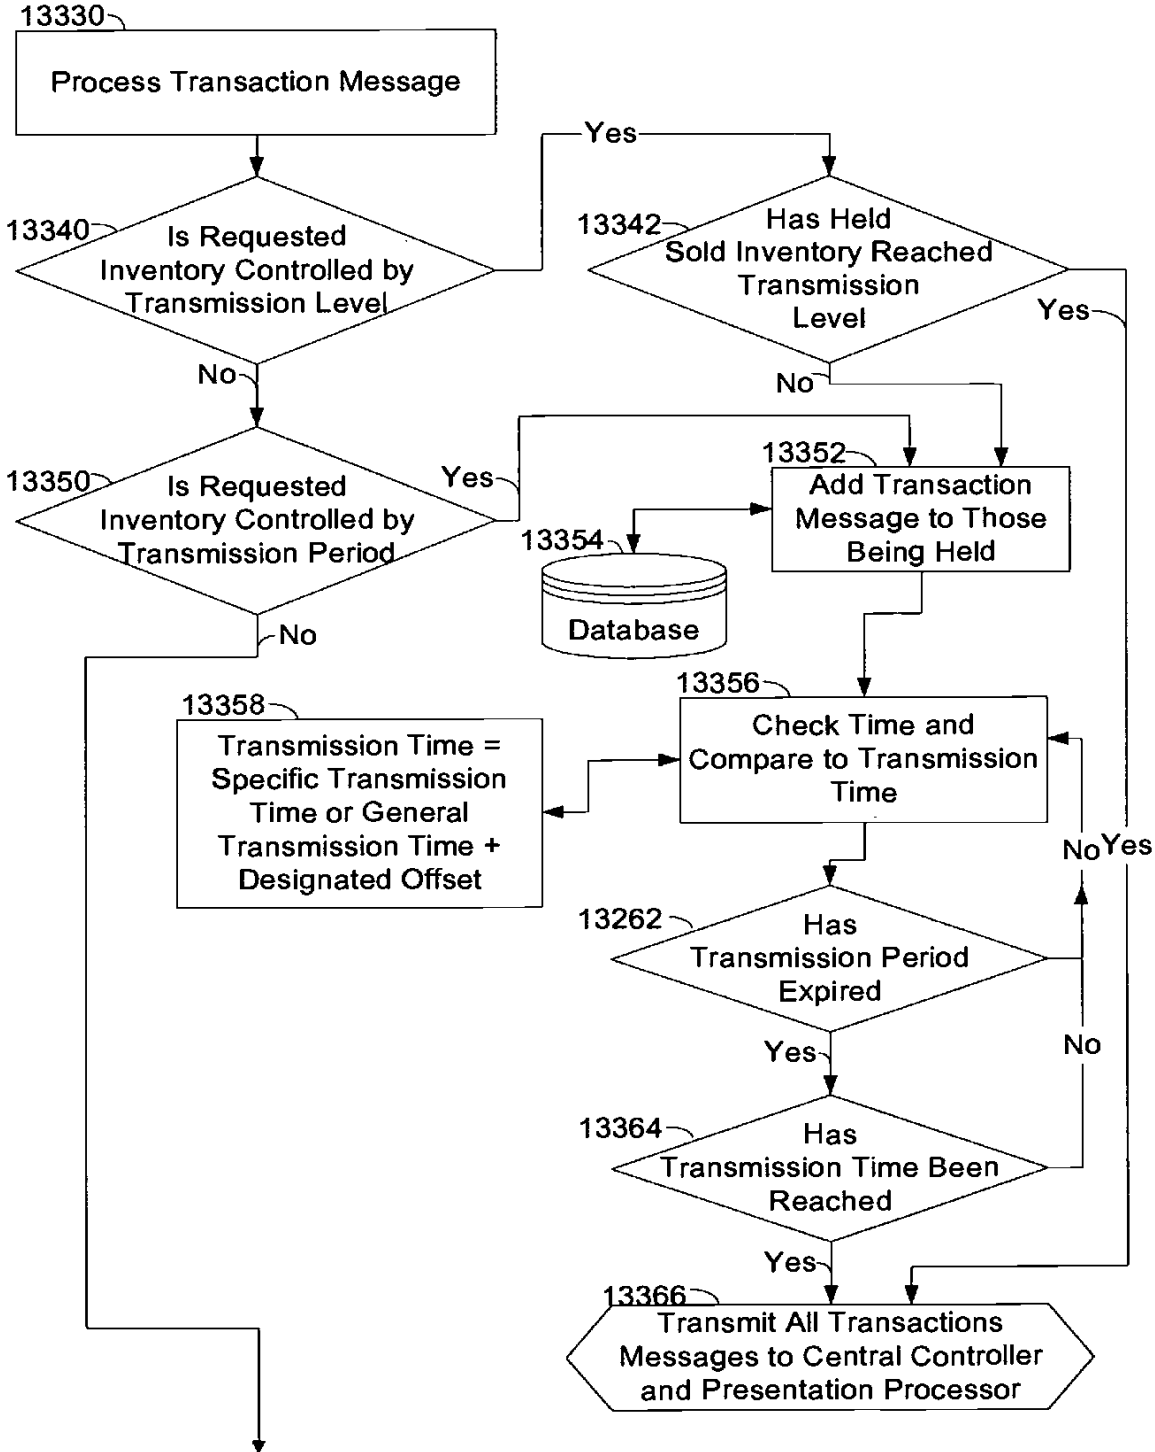 13330
Process Transaction Message
Yes
13340
Is Requested
Inventory Controlled by
Transmission Level
13342
Has Held
Sold Inventory Reached
Transmission
Level
Yes
No
No
13350
Is Requested
Inventory Controlled by
Transmission Period
Yes
13352
Add Transaction
Message to Those
Being Held
13354
Database
No
13356
Check Time and
Compare to Transmission
Time
13358
Transmission Time =
Specific Transmission
Time or General
Transmission Time +
Designated Offset
No
Yes
13262
Has
Transmission Period
Expired
Yes
No
13364
Has
Transmission Time Been
Reached
Yes
13366
Transmit All Transactions
Messages to Central Controller
and Presentation Processor